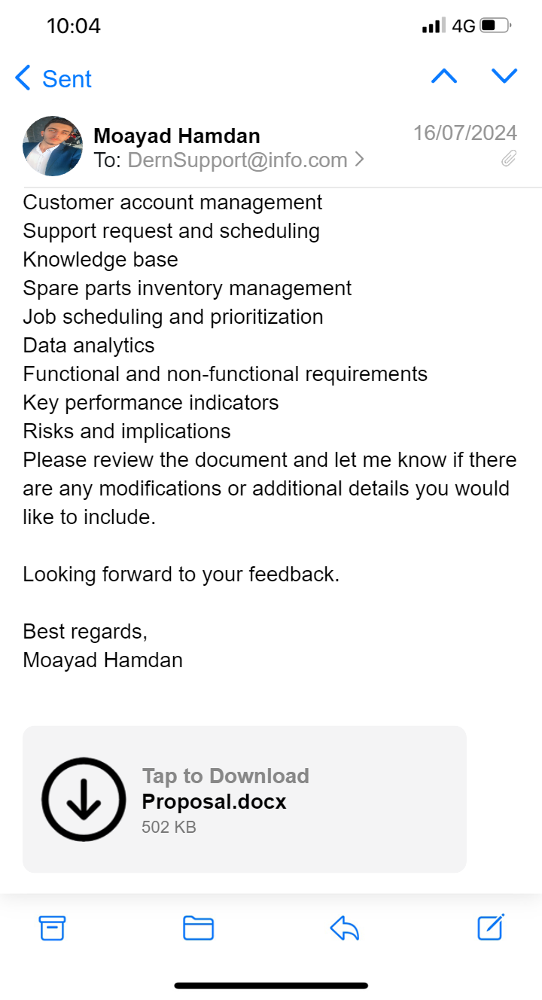 10:04
4G
Sent
Moayad Hamdan
16/07/2024
To: DernSupport@info.com
Customer account management
Support request and scheduling
Knowledge base
Spare parts inventory management
Job scheduling and prioritization
Data analytics
Functional and non-functional requirements
Key performance indicators
Risks and implications
Please review the document and let me know if there
are any modifications or additional details you would
like to include.
Looking forward to your feedback.
Best regards,
Moayad Hamdan
Tap to Download
Proposal.docx
502 KB